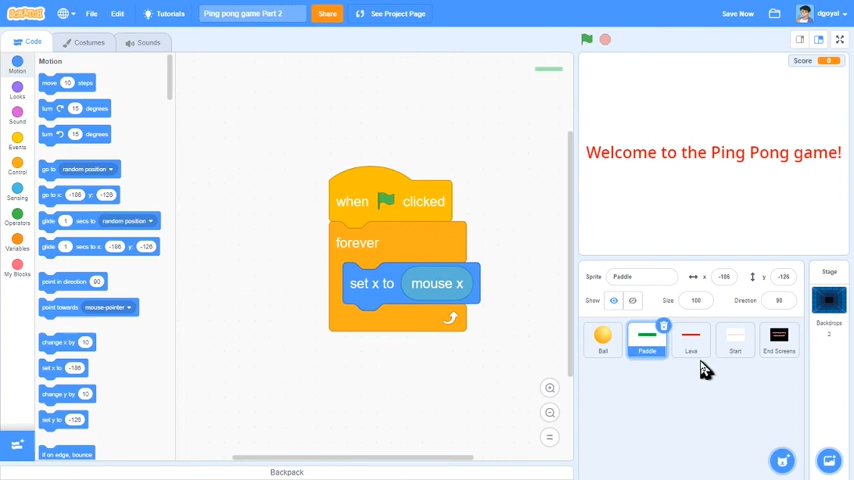 SCRATCH
File
Edit
Tutorials
Ping pong game Part 2
Share
See Project Page
Save Now
dgoyal
Code
Costumes
Sounds
Motion
Looks
Sound
Events
Control
Sensing
Operators
Variables
My Blocks
Motion
move 10 steps
turn 15 degrees
turn 15 degrees
go to random position
go to x: -186 y: -126
glide 1 secs to random position
glide 1 secs to x: -186 y: -126
point in direction 90
point towards mouse-pointer
change x by 10
set x to -186
change y by 10
set y to -126
if on edge, bounce
when clicked
forever
set x to mouse x
Backpack
Score 0
Welcome to the Ping Pong game!
Sprite Paddle x -186 y -126
Show Size 100 Direction 90
Ball
Paddle
Lava
Start
End Screens
Stage
Backdrops
2